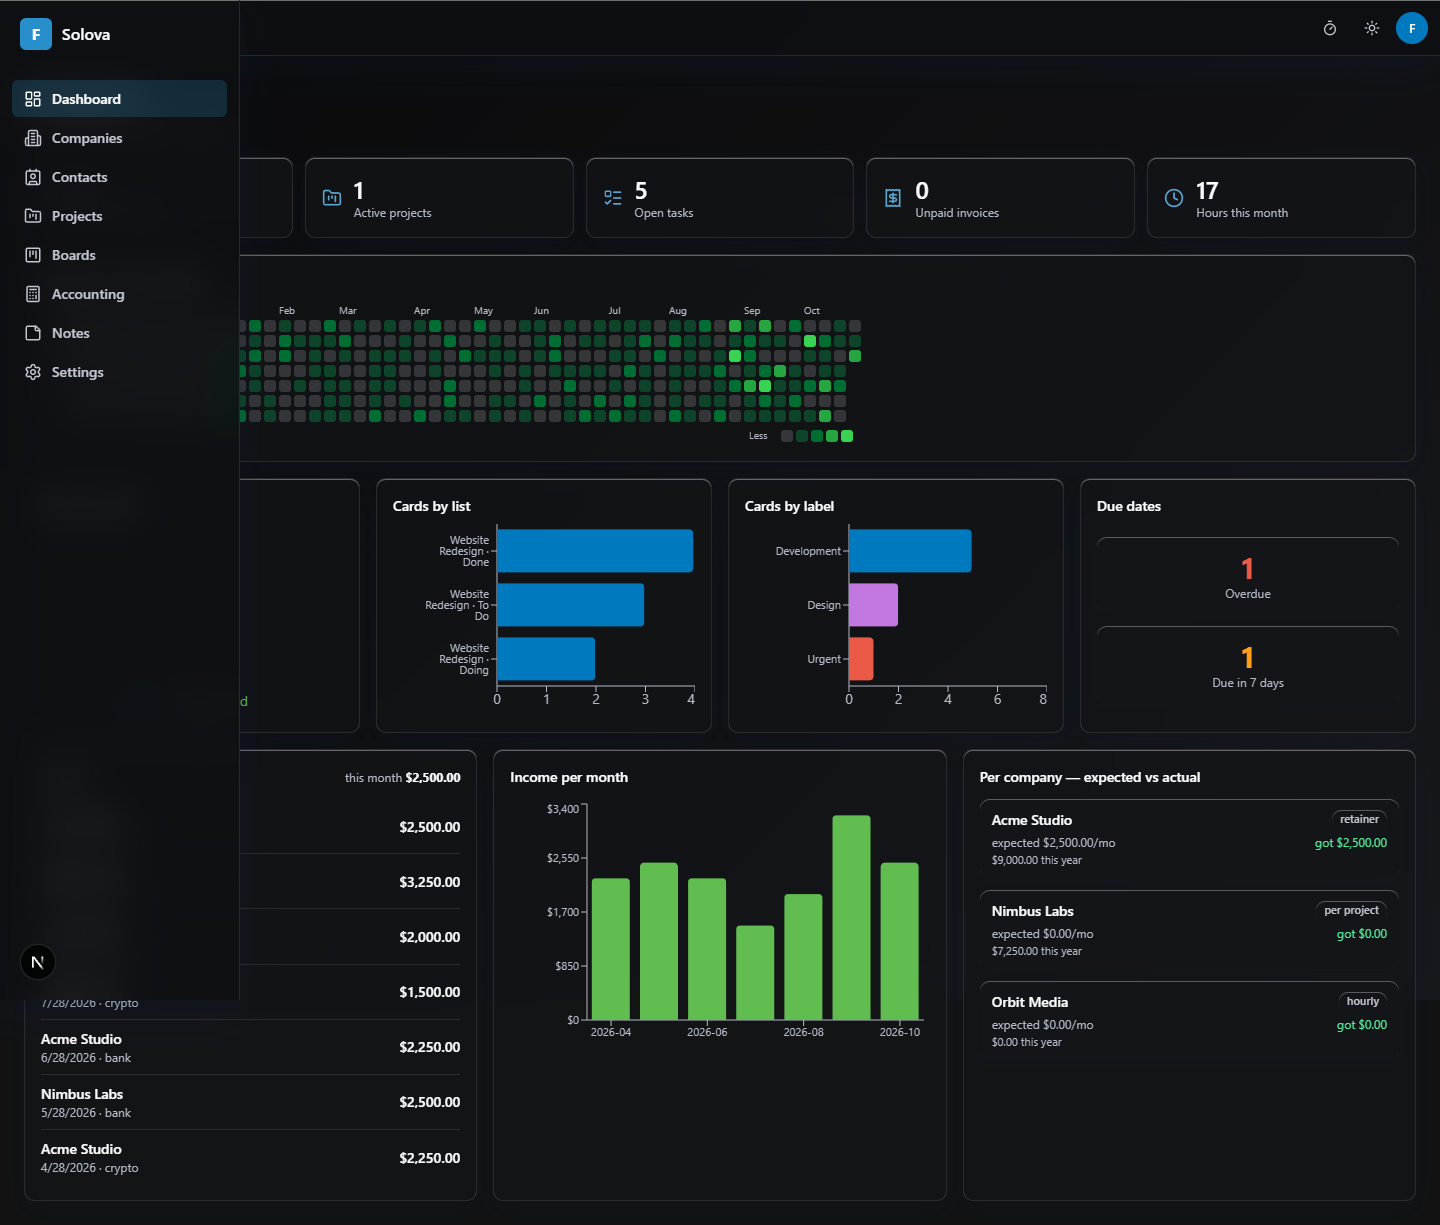 F Solova
F
Dashboard
Companies
Contacts
Projects
Boards
Accounting
Notes
Settings
1
Active projects
5
Open tasks
0
Unpaid invoices
17
Hours this month
Feb Mar Apr May Jun Jul Aug Sep Oct
Less
d
Cards by list
Website
Redesign ·
Done
Website
Redesign · To
Do
Website
Redesign ·
Doing
0 1 2 3 4
Cards by label
Development
Design
Urgent
0 2 4 6 8
Due dates
1
Overdue
1
Due in 7 days
this month $2,500.00
$2,500.00
$3,250.00
$2,000.00
$1,500.00
7/28/2026 · crypto
Acme Studio
6/28/2026 · bank
$2,250.00
Nimbus Labs
5/28/2026 · bank
$2,500.00
Acme Studio
4/28/2026 · crypto
$2,250.00
N
Income per month
$3,400
$2,550
$1,700
$850
$0
2026-04 2026-06 2026-08 2026-10
Per company — expected vs actual
Acme Studio retainer
expected $2,500.00/mo got $2,500.00
$9,000.00 this year
Nimbus Labs per project
expected $0.00/mo got $0.00
$7,250.00 this year
Orbit Media hourly
expected $0.00/mo got $0.00
$0.00 this year